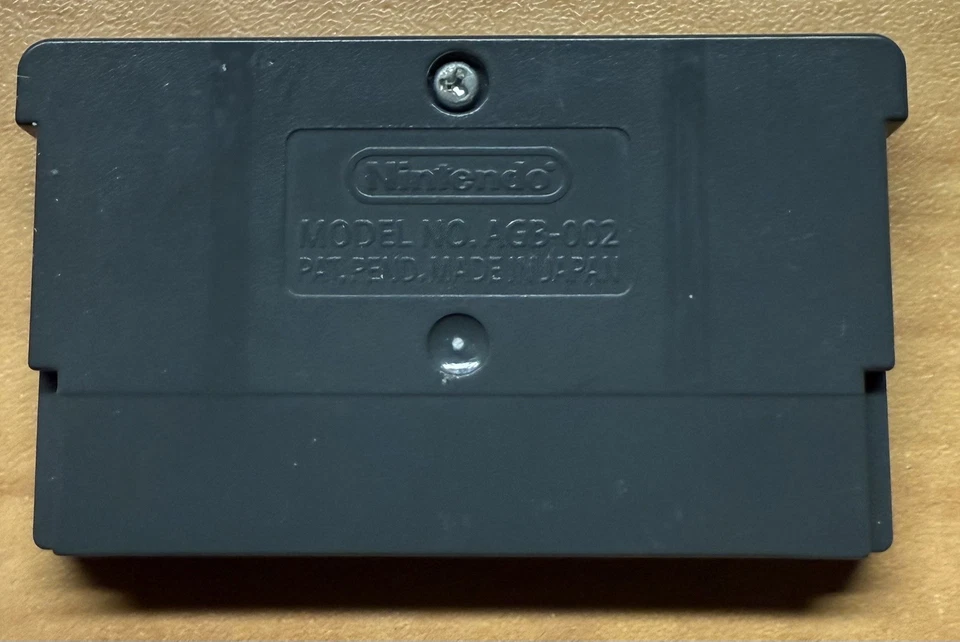 Nintendo
MODEL NO. AGB-002
PAT. PEND. MADE IN JAPAN